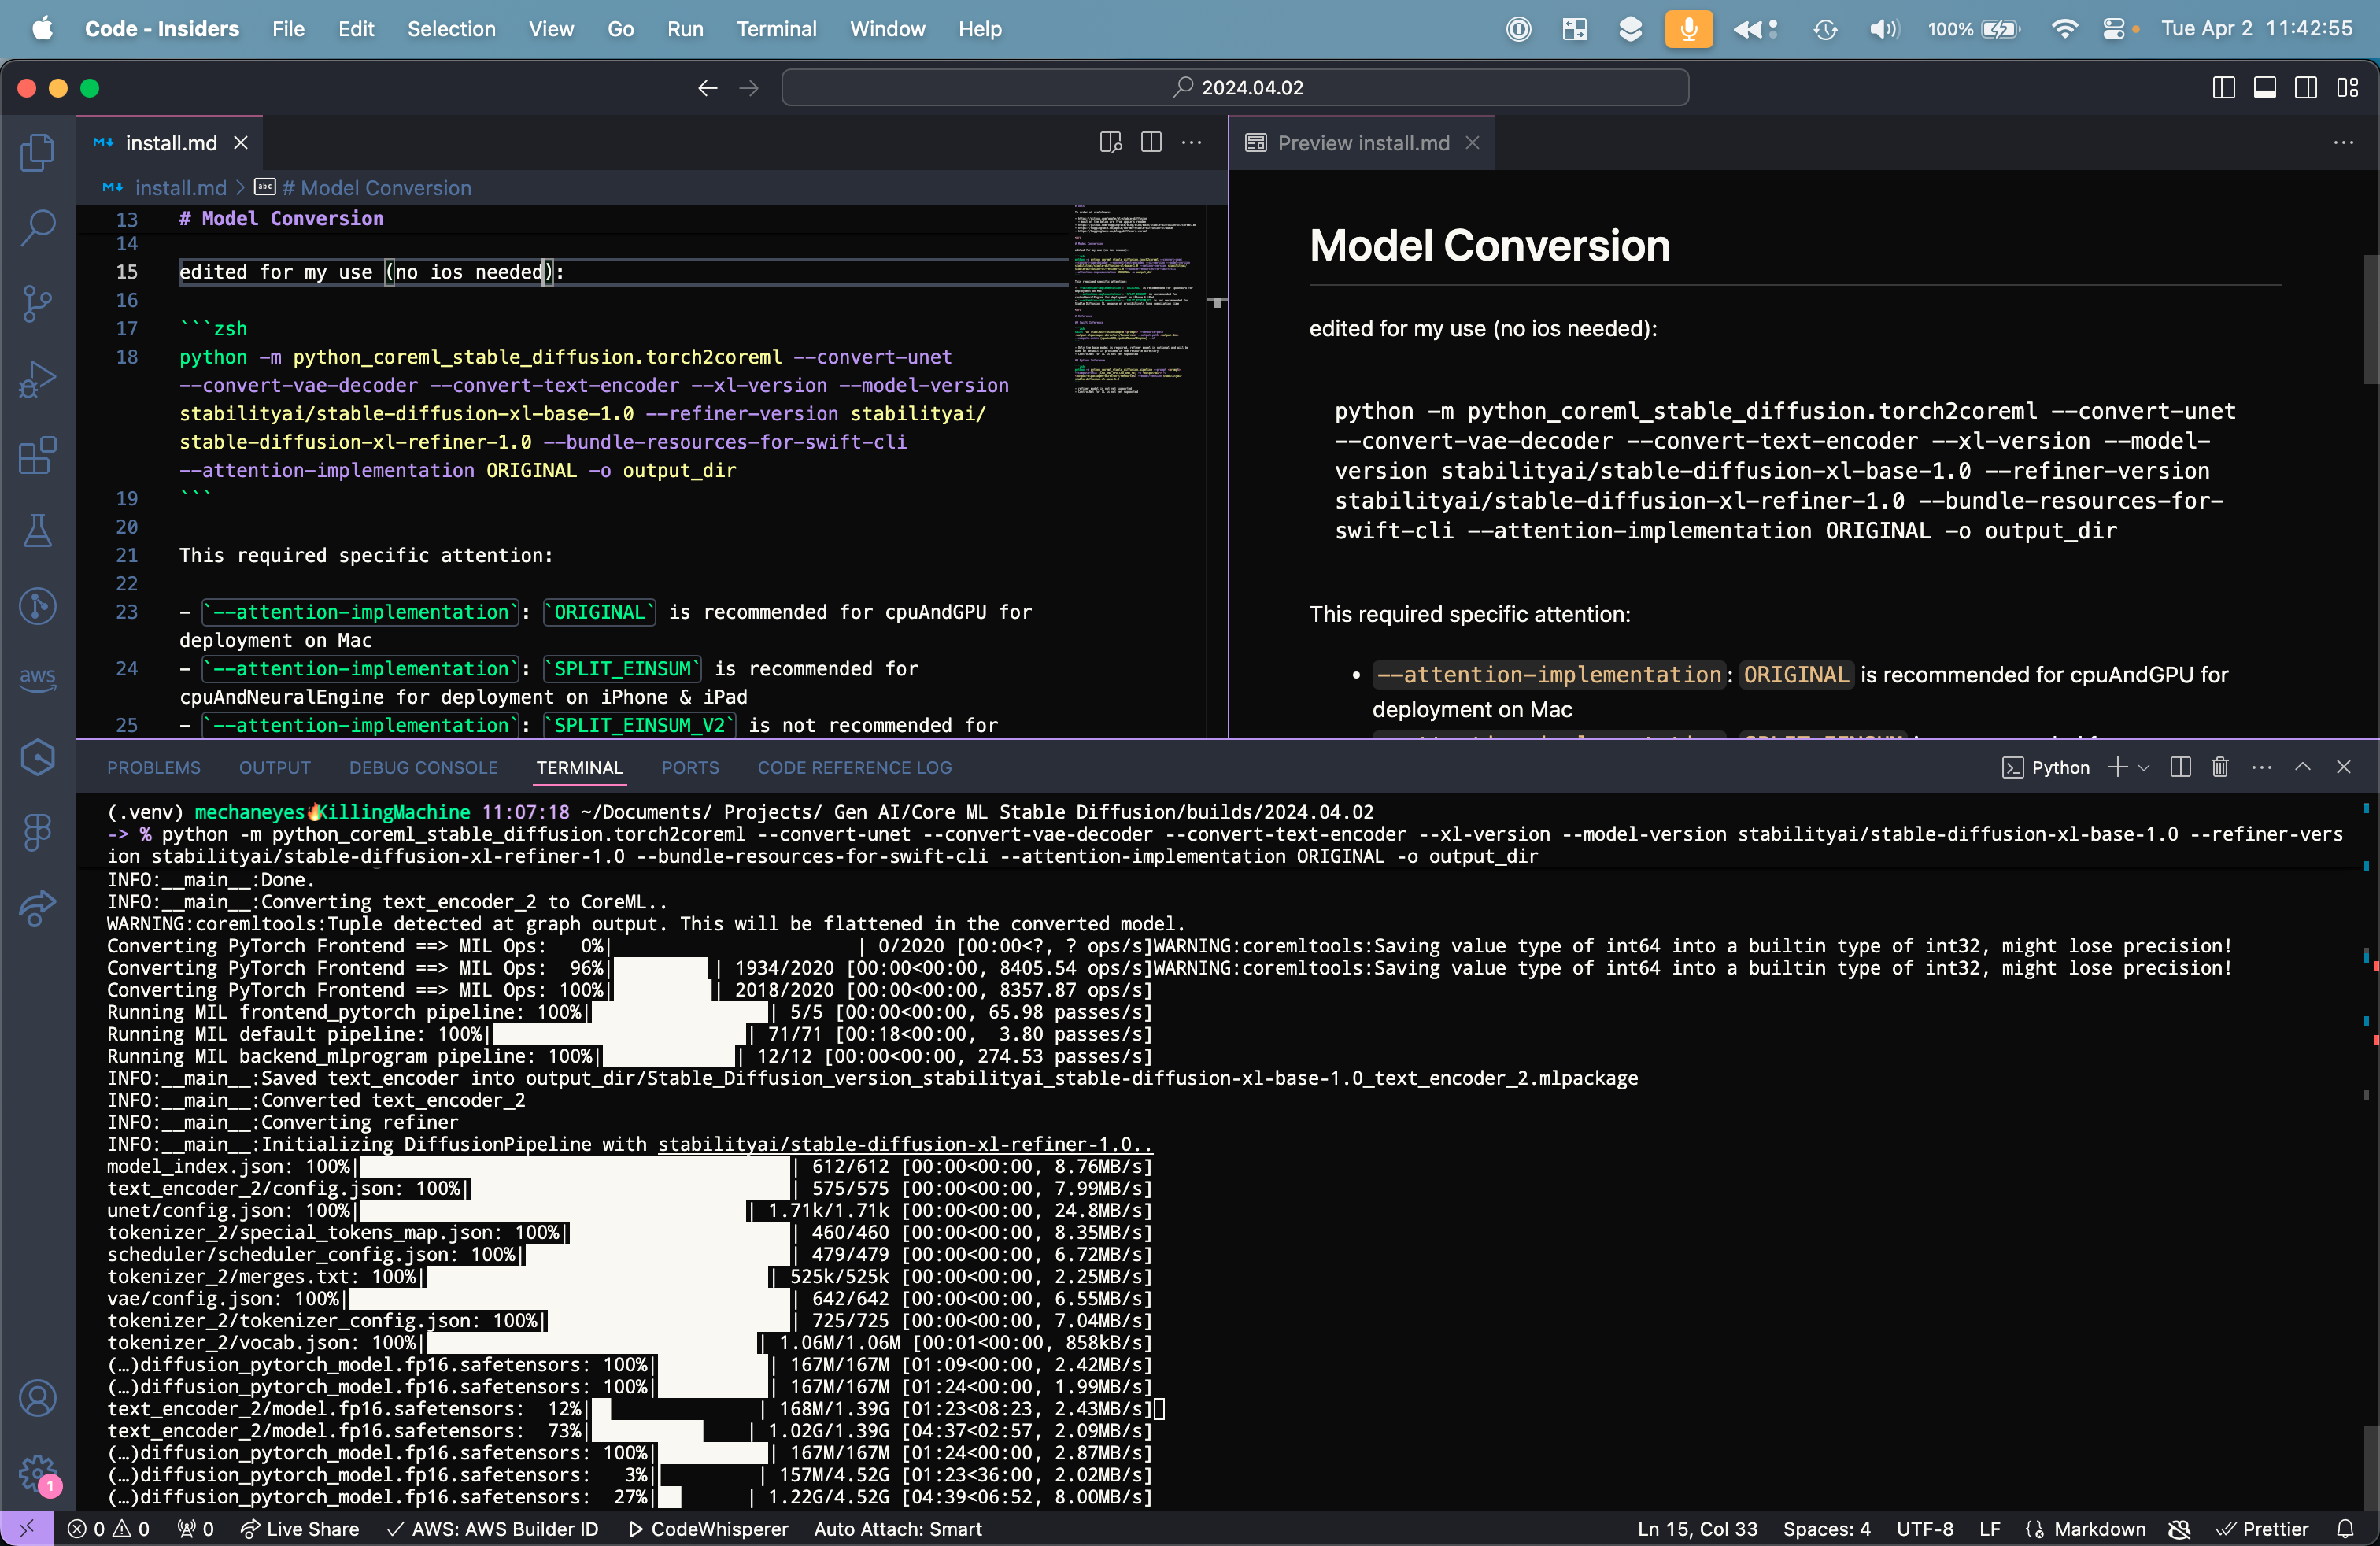 Code - Insiders File Edit Selection View Go Run Terminal Window Help 100% Tue Apr 2 11:42:55
2024.04.02
install.md
install.md > # Model Conversion
13 # Model Conversion
14
15 edited for my use (no ios needed):
16
17 ```zsh
18 python -m python_coreml_stable_diffusion.torch2coreml --convert-unet
--convert-vae-decoder --convert-text-encoder --xl-version --model-version
stabilityai/stable-diffusion-xl-base-1.0 --refiner-version stabilityai/
stable-diffusion-xl-refiner-1.0 --bundle-resources-for-swift-cli
--attention-implementation ORIGINAL -o output_dir
19 ```
20
21 This required specific attention:
22
23 - `--attention-implementation`: `ORIGINAL` is recommended for cpuAndGPU for
deployment on Mac
24 - `--attention-implementation`: `SPLIT_EINSUM` is recommended for
cpuAndNeuralEngine for deployment on iPhone & iPad
25 - `--attention-implementation`: `SPLIT_EINSUM_V2` is not recommended for
Preview install.md
Model Conversion
edited for my use (no ios needed):
python -m python_coreml_stable_diffusion.torch2coreml --convert-unet
--convert-vae-decoder --convert-text-encoder --xl-version --model-
version stabilityai/stable-diffusion-xl-base-1.0 --refiner-version
stabilityai/stable-diffusion-xl-refiner-1.0 --bundle-resources-for-
swift-cli --attention-implementation ORIGINAL -o output_dir
This required specific attention:
• --attention-implementation: ORIGINAL is recommended for cpuAndGPU for
deployment on Mac
aws
PROBLEMS OUTPUT DEBUG CONSOLE TERMINAL PORTS CODE REFERENCE LOG Python
(.venv) mechaneyes🔥KillingMachine 11:07:18 ~/Documents/ Projects/ Gen AI/Core ML Stable Diffusion/builds/2024.04.02
-> % python -m python_coreml_stable_diffusion.torch2coreml --convert-unet --convert-vae-decoder --convert-text-encoder --xl-version --model-version stabilityai/stable-diffusion-xl-base-1.0 --refiner-vers
ion stabilityai/stable-diffusion-xl-refiner-1.0 --bundle-resources-for-swift-cli --attention-implementation ORIGINAL -o output_dir
INFO:__main__:Done.
INFO:__main__:Converting text_encoder_2 to CoreML..
WARNING:coremltools:Tuple detected at graph output. This will be flattened in the converted model.
Converting PyTorch Frontend ==> MIL Ops:   0%| | 0/2020 [00:00<?, ? ops/s]WARNING:coremltools:Saving value type of int64 into a builtin type of int32, might lose precision!
Converting PyTorch Frontend ==> MIL Ops:  96%| | 1934/2020 [00:00<00:00, 8405.54 ops/s]WARNING:coremltools:Saving value type of int64 into a builtin type of int32, might lose precision!
Converting PyTorch Frontend ==> MIL Ops: 100%| | 2018/2020 [00:00<00:00, 8357.87 ops/s]
Running MIL frontend_pytorch pipeline: 100%| | 5/5 [00:00<00:00, 65.98 passes/s]
Running MIL default pipeline: 100%| | 71/71 [00:18<00:00,  3.80 passes/s]
Running MIL backend_mlprogram pipeline: 100%| | 12/12 [00:00<00:00, 274.53 passes/s]
INFO:__main__:Saved text_encoder into output_dir/Stable_Diffusion_version_stabilityai_stable-diffusion-xl-base-1.0_text_encoder_2.mlpackage
INFO:__main__:Converted text_encoder_2
INFO:__main__:Converting refiner
INFO:__main__:Initializing DiffusionPipeline with stabilityai/stable-diffusion-xl-refiner-1.0..
model_index.json: 100%| | 612/612 [00:00<00:00, 8.76MB/s]
text_encoder_2/config.json: 100%| | 575/575 [00:00<00:00, 7.99MB/s]
unet/config.json: 100%| | 1.71k/1.71k [00:00<00:00, 24.8MB/s]
tokenizer_2/special_tokens_map.json: 100%| | 460/460 [00:00<00:00, 8.35MB/s]
scheduler/scheduler_config.json: 100%| | 479/479 [00:00<00:00, 6.72MB/s]
tokenizer_2/merges.txt: 100%| | 525k/525k [00:00<00:00, 2.25MB/s]
vae/config.json: 100%| | 642/642 [00:00<00:00, 6.55MB/s]
tokenizer_2/tokenizer_config.json: 100%| | 725/725 [00:00<00:00, 7.04MB/s]
tokenizer_2/vocab.json: 100%| | 1.06M/1.06M [00:01<00:00, 858kB/s]
(…)diffusion_pytorch_model.fp16.safetensors: 100%| | 167M/167M [01:09<00:00, 2.42MB/s]
(…)diffusion_pytorch_model.fp16.safetensors: 100%| | 167M/167M [01:24<00:00, 1.99MB/s]
text_encoder_2/model.fp16.safetensors:  12%| | 168M/1.39G [01:23<08:23, 2.43MB/s]
text_encoder_2/model.fp16.safetensors:  73%| | 1.02G/1.39G [04:37<02:57, 2.09MB/s]
(…)diffusion_pytorch_model.fp16.safetensors: 100%| | 167M/167M [01:24<00:00, 2.87MB/s]
(…)diffusion_pytorch_model.fp16.safetensors:   3%| | 157M/4.52G [01:23<36:00, 2.02MB/s]
(…)diffusion_pytorch_model.fp16.safetensors:  27%| | 1.22G/4.52G [04:39<06:52, 8.00MB/s]
1
0 0 0 Live Share AWS: AWS Builder ID CodeWhisperer Auto Attach: Smart Ln 15, Col 33 Spaces: 4 UTF-8 LF Markdown Prettier